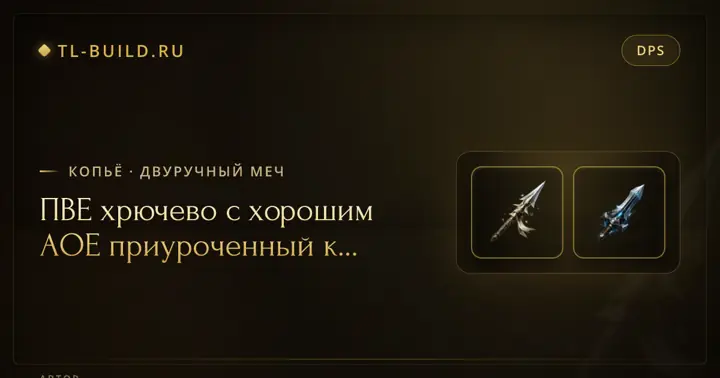 TL-BUILD.RU
DPS
КОПЬЁ · ДВУРУЧНЫЙ МЕЧ
ПВЕ хрючево с хорошим
АОЕ приуроченный к...